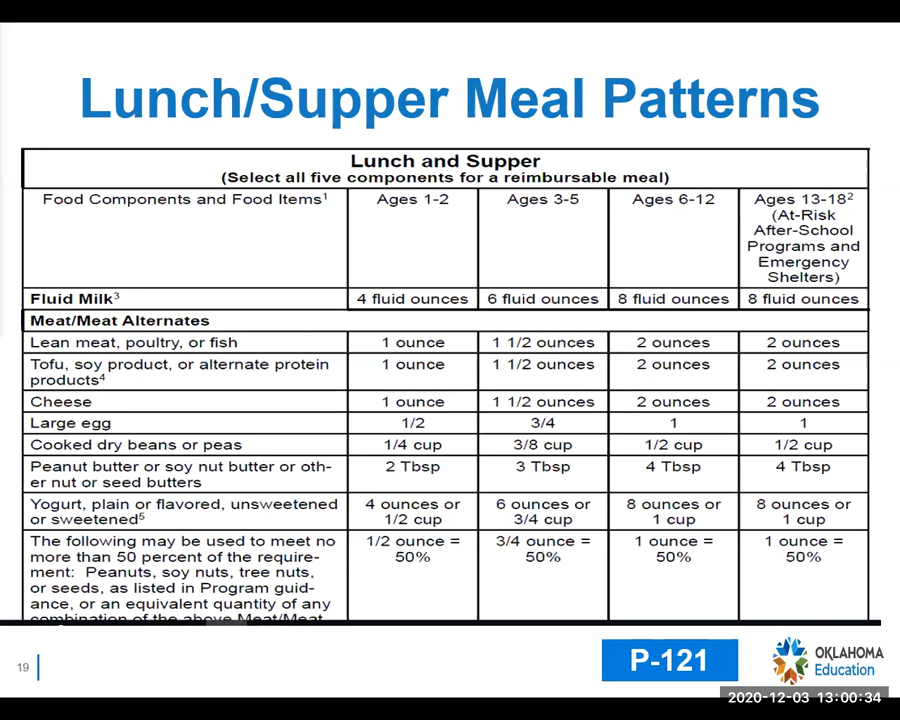 Lunch/Supper Meal Patterns
Lunch and Supper
(Select all five components for a reimbursable meal)
Food Components and Food Items1 Ages 1-2 Ages 3-5 Ages 6-12 Ages 13-182
(At-Risk
After-School
Programs and
Emergency
Shelters)
Fluid Milk3 4 fluid ounces 6 fluid ounces 8 fluid ounces 8 fluid ounces
Meat/Meat Alternates
Lean meat, poultry, or fish 1 ounce 1 1/2 ounces 2 ounces 2 ounces
Tofu, soy product, or alternate protein 1 ounce 1 1/2 ounces 2 ounces 2 ounces
products4
Cheese 1 ounce 1 1/2 ounces 2 ounces 2 ounces
Large egg 1/2 3/4 1 1
Cooked dry beans or peas 1/4 cup 3/8 cup 1/2 cup 1/2 cup
Peanut butter or soy nut butter or oth- 2 Tbsp 3 Tbsp 4 Tbsp 4 Tbsp
er nut or seed butters
Yogurt, plain or flavored, unsweetened 4 ounces or 6 ounces or 8 ounces or 8 ounces or
or sweetened5 1/2 cup 3/4 cup 1 cup 1 cup
The following may be used to meet no 1/2 ounce = 3/4 ounce = 1 ounce = 1 ounce =
more than 50 percent of the require- 50% 50% 50% 50%
ment: Peanuts, soy nuts, tree nuts,
or seeds, as listed in Program guid-
ance, or an equivalent quantity of any
combination of the above Meat/Meat
19
P-121
OKLAHOMA
Education
2020-12-03 13:00:34